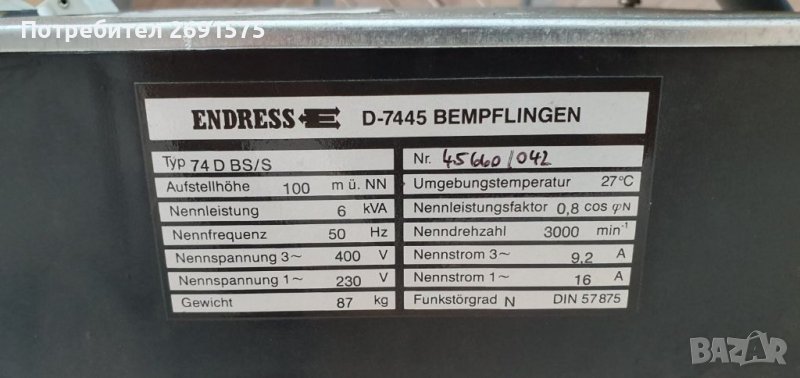 Потребител 2691575
ENDRESS E D-7445 BEMPFLINGEN
Typ 74 D BS/S
Nr. 45660/042
Aufstellhöhe 100 m ü. NN
Umgebungstemperatur 27°C
Nennleistung 6 kVA
Nennleistungsfaktor 0,8 cos φN
Nennfrequenz 50 Hz
Nenndrehzahl 3000 min⁻¹
Nennspannung 3~ 400 V
Nennstrom 3~ 9,2 A
Nennspannung 1~ 230 V
Nennstrom 1~ 16 A
Gewicht 87 kg
Funkstörgrad N DIN 57875
BAZAR